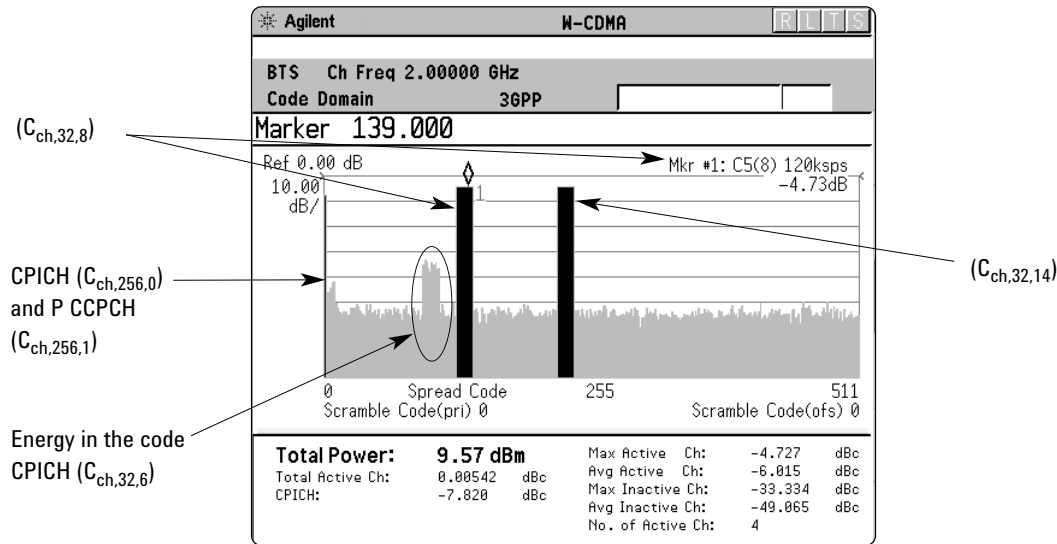 Agilent W-CDMA R L T S
BTS Ch Freq 2.00000 GHz
Code Domain 3GPP
Marker 139.000
(Cch,32,8)
Ref 0.00 dB
Mkr #1: C5(8) 120ksps
-4.73dB
10.00
dB/
1
CPICH (Cch,256,0)
and P CCPCH
(Cch,256,1)
(Cch,32,14)
0 Spread Code 255 511
Scramble Code(pri) 0 Scramble Code(ofs) 0
Energy in the code
CPICH (Cch,32,6)
Total Power: 9.57 dBm
Total Active Ch: 0.00542 dBc
CPICH: -7.820 dBc
Max Active Ch: -4.727 dBc
Avg Active Ch: -6.015 dBc
Max Inactive Ch: -33.334 dBc
Avg Inactive Ch: -49.065 dBc
No. of Active Ch: 4